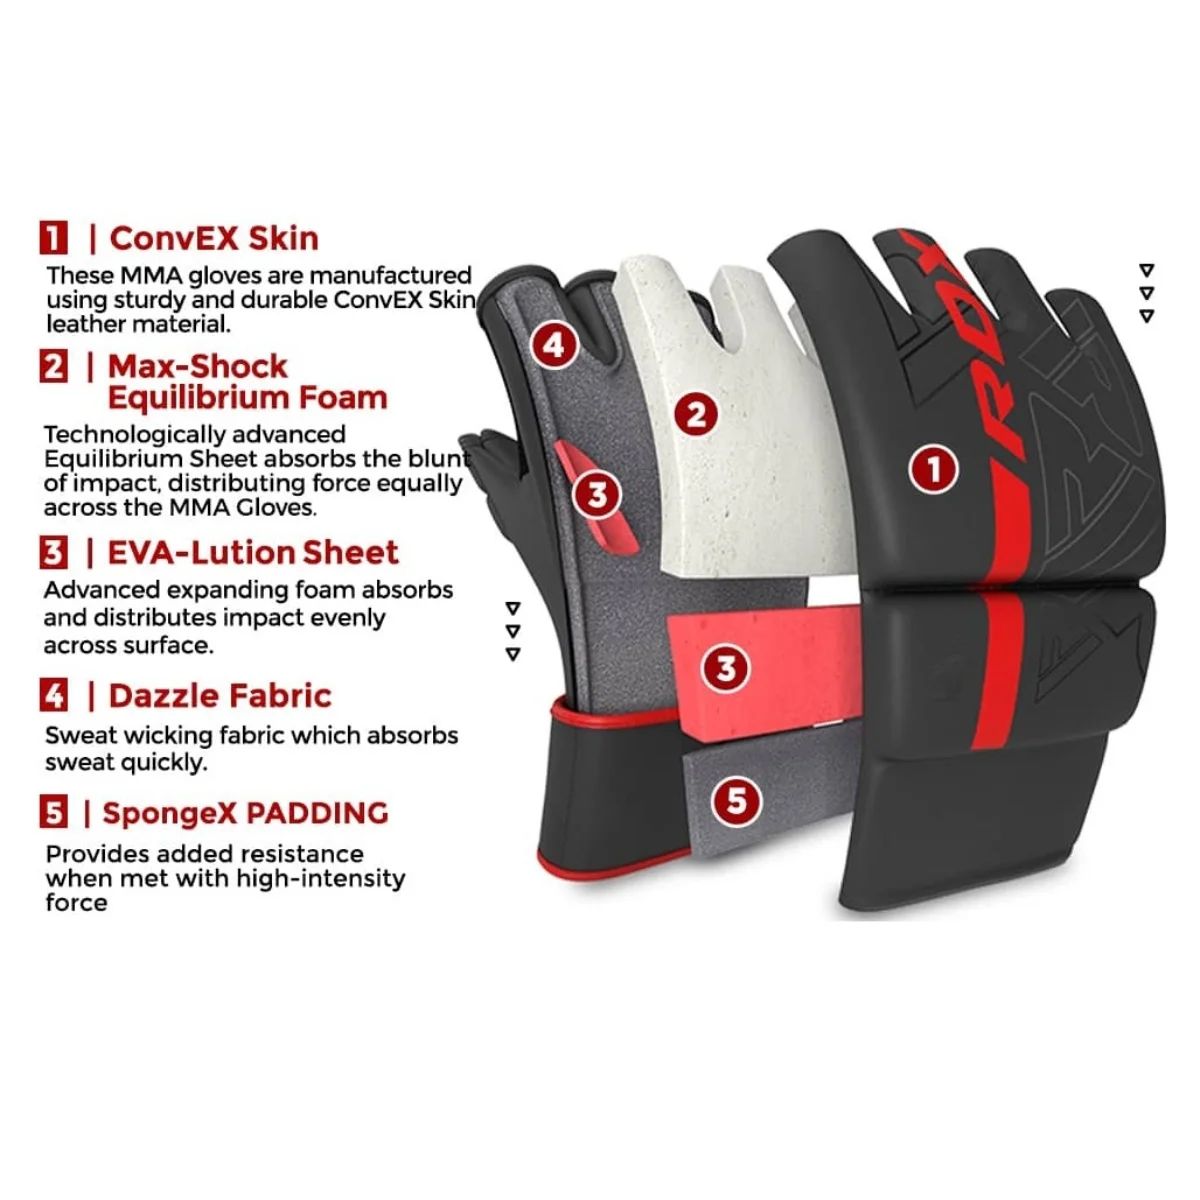 1 | ConvEX Skin
These MMA gloves are manufactured
using sturdy and durable ConvEX Skin
leather material.
2 | Max-Shock
Equilibrium Foam
Technologically advanced
Equilibrium Sheet absorbs the blunt
of impact, distributing force equally
across the MMA Gloves.
3 | EVA-Lution Sheet
Advanced expanding foam absorbs
and distributes impact evenly
across surface.
4 | Dazzle Fabric
Sweat wicking fabric which absorbs
sweat quickly.
5 | SpongeX PADDING
Provides added resistance
when met with high-intensity
force
4
2
3
1
3
5
RDX